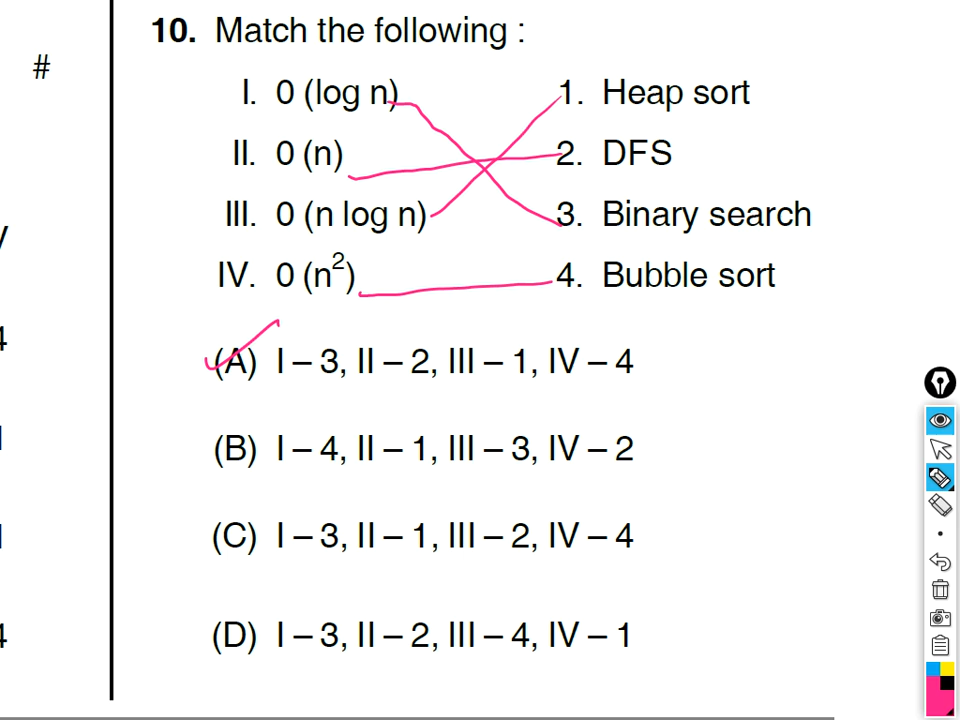 #
10. Match the following :
I. 0 (log n) 1. Heap sort
II. 0 (n) 2. DFS
III. 0 (n log n) 3. Binary search
IV. 0 (n²) 4. Bubble sort
4
(A) I – 3, II – 2, III – 1, IV – 4
(B) I – 4, II – 1, III – 3, IV – 2
(C) I – 3, II – 1, III – 2, IV – 4
4
(D) I – 3, II – 2, III – 4, IV – 1